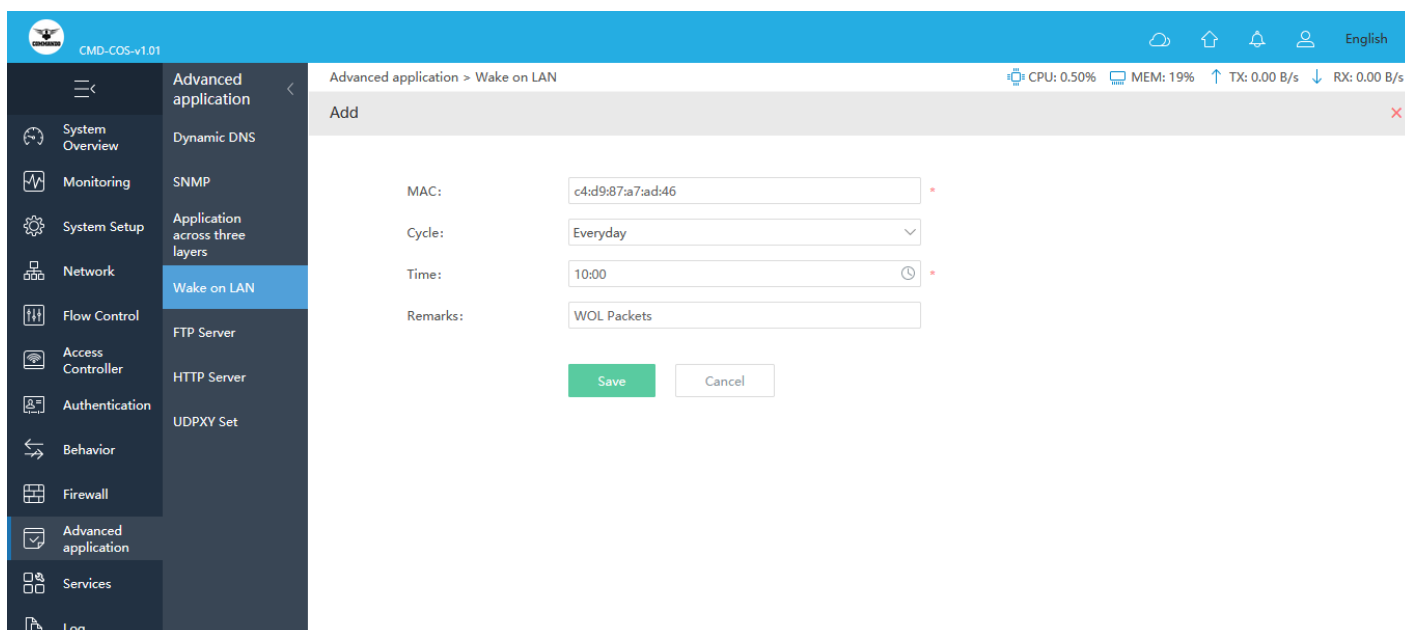 COMMANDO
CMD-COS-v1.01
English
Advanced
application
Advanced application > Wake on LAN
CPU: 0.50%
MEM: 19%
TX: 0.00 B/s
RX: 0.00 B/s
Add
System
Overview
Monitoring
System Setup
Network
Flow Control
Access
Controller
Authentication
Behavior
Firewall
Advanced
application
Services
Log
Dynamic DNS
SNMP
Application
across three
layers
Wake on LAN
FTP Server
HTTP Server
UDPXY Set
MAC:
c4:d9:87:a7:ad:46
*
Cycle:
Everyday
Time:
10:00
*
Remarks:
WOL Packets
Save
Cancel